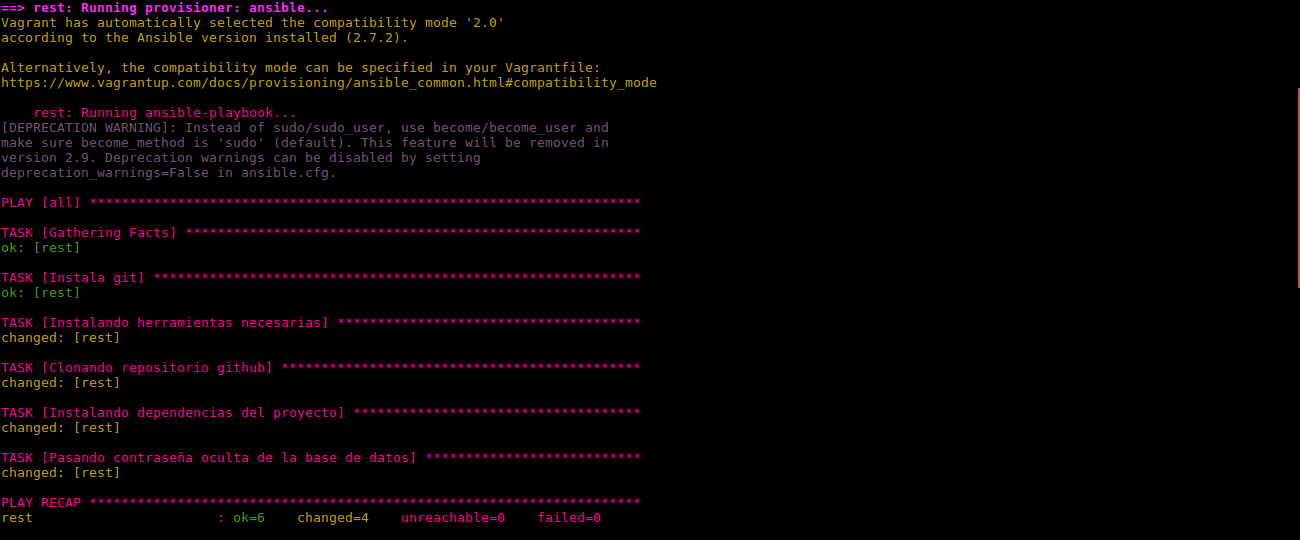 ==> rest: Running provisioner: ansible...
Vagrant has automatically selected the compatibility mode '2.0'
according to the Ansible version installed (2.7.2).
Alternatively, the compatibility mode can be specified in your Vagrantfile:
https://www.vagrantup.com/docs/provisioning/ansible_common.html#compatibility_mode
    rest: Running ansible-playbook...
[DEPRECATION WARNING]: Instead of sudo/sudo_user, use become/become_user and
make sure become_method is 'sudo' (default). This feature will be removed in
version 2.9. Deprecation warnings can be disabled by setting
deprecation_warnings=False in ansible.cfg.
PLAY [all] *********************************************************************
TASK [Gathering Facts] *********************************************************
ok: [rest]
TASK [Instala git] *************************************************************
ok: [rest]
TASK [Instalando herramientas necesarias] **************************************
changed: [rest]
TASK [Clonando repositorio github] *********************************************
changed: [rest]
TASK [Instalando dependencias del proyecto] ************************************
changed: [rest]
TASK [Pasando contraseña oculta de la base de datos] ***************************
changed: [rest]
PLAY RECAP *********************************************************************
rest                       : ok=6    changed=4    unreachable=0    failed=0